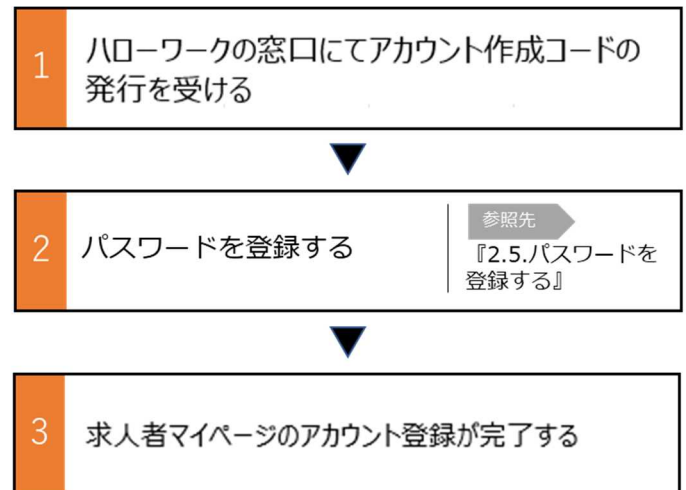 1
ハローワークの窓口にてアカウント作成コードの
発行を受ける
2
パスワードを登録する
参照先
『2.5.パスワードを
登録する』
3
求人者マイページのアカウント登録が完了する